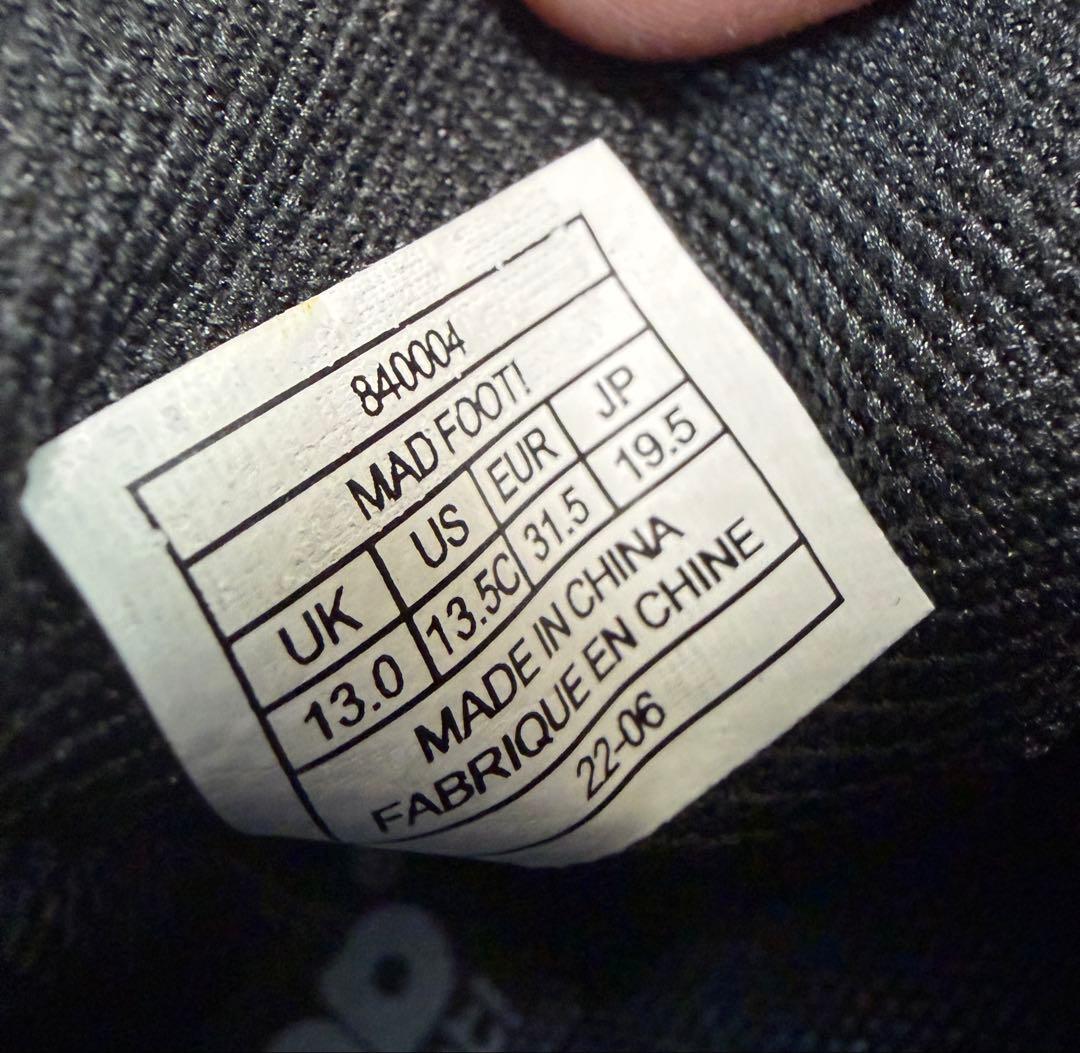 840004
MAD FOOT!
UK US EUR JP
13.0 13.5C 31.5 19.5
MADE IN CHINA
FABRIQUE EN CHINE
22-06